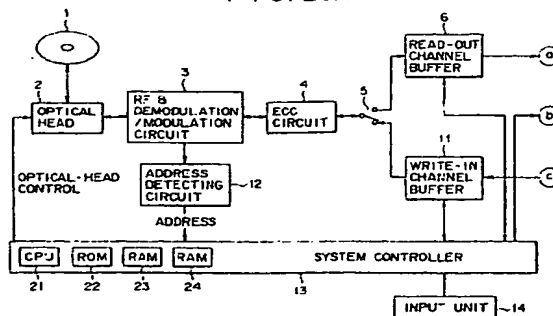 1
2
OPTICAL
HEAD
3
RF &
DEMODULATION
/MODULATION
CIRCUIT
4
ECC
CIRCUIT
5
6
READ-OUT
CHANNEL
BUFFER
a
b
11
WRITE-IN
CHANNEL
BUFFER
c
OPTICAL-HEAD
CONTROL
ADDRESS
DETECTING
CIRCUIT
12
ADDRESS
CPU ROM RAM RAM SYSTEM CONTROLLER
21 22 23 24 13
INPUT UNIT 14